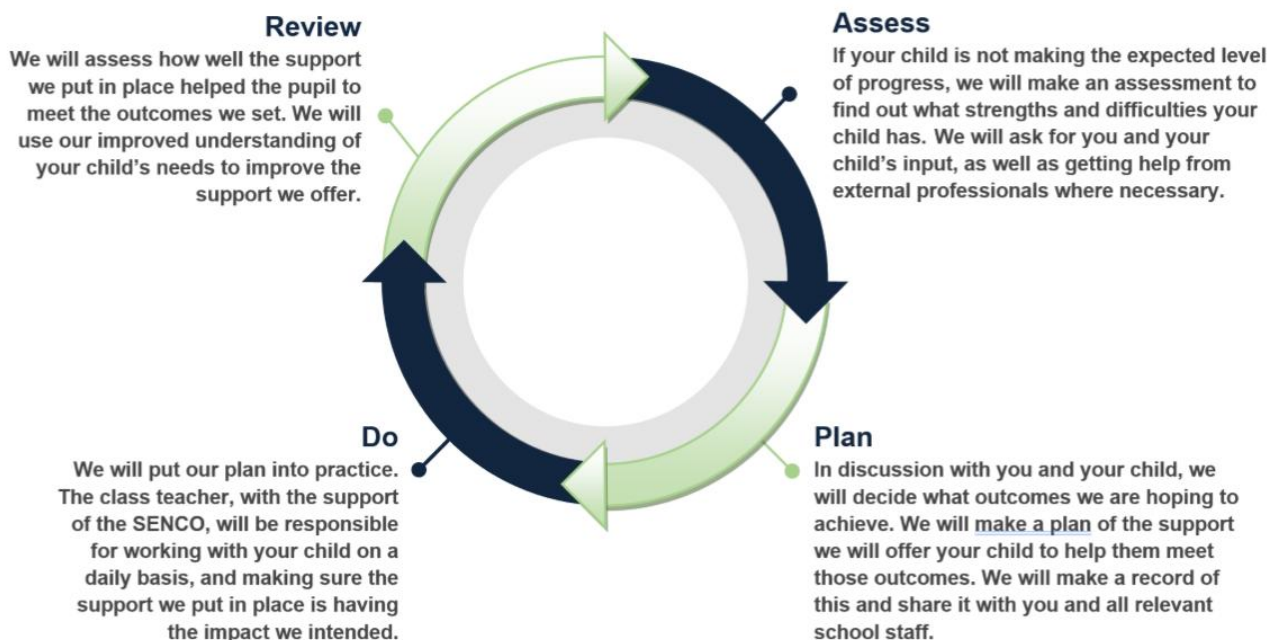 Review
We will assess how well the support
we put in place helped the pupil to
meet the outcomes we set. We will
use our improved understanding of
your child's needs to improve the
support we offer.
Assess
If your child is not making the expected level
of progress, we will make an assessment to
find out what strengths and difficulties your
child has. We will ask for you and your
child's input, as well as getting help from
external professionals where necessary.
Do
We will put our plan into practice.
The class teacher, with the support
of the SENCO, will be responsible
for working with your child on a
daily basis, and making sure the
support we put in place is having
the impact we intended.
Plan
In discussion with you and your child, we
will decide what outcomes we are hoping to
achieve. We will make a plan of the support
we will offer your child to help them meet
those outcomes. We will make a record of
this and share it with you and all relevant
school staff.